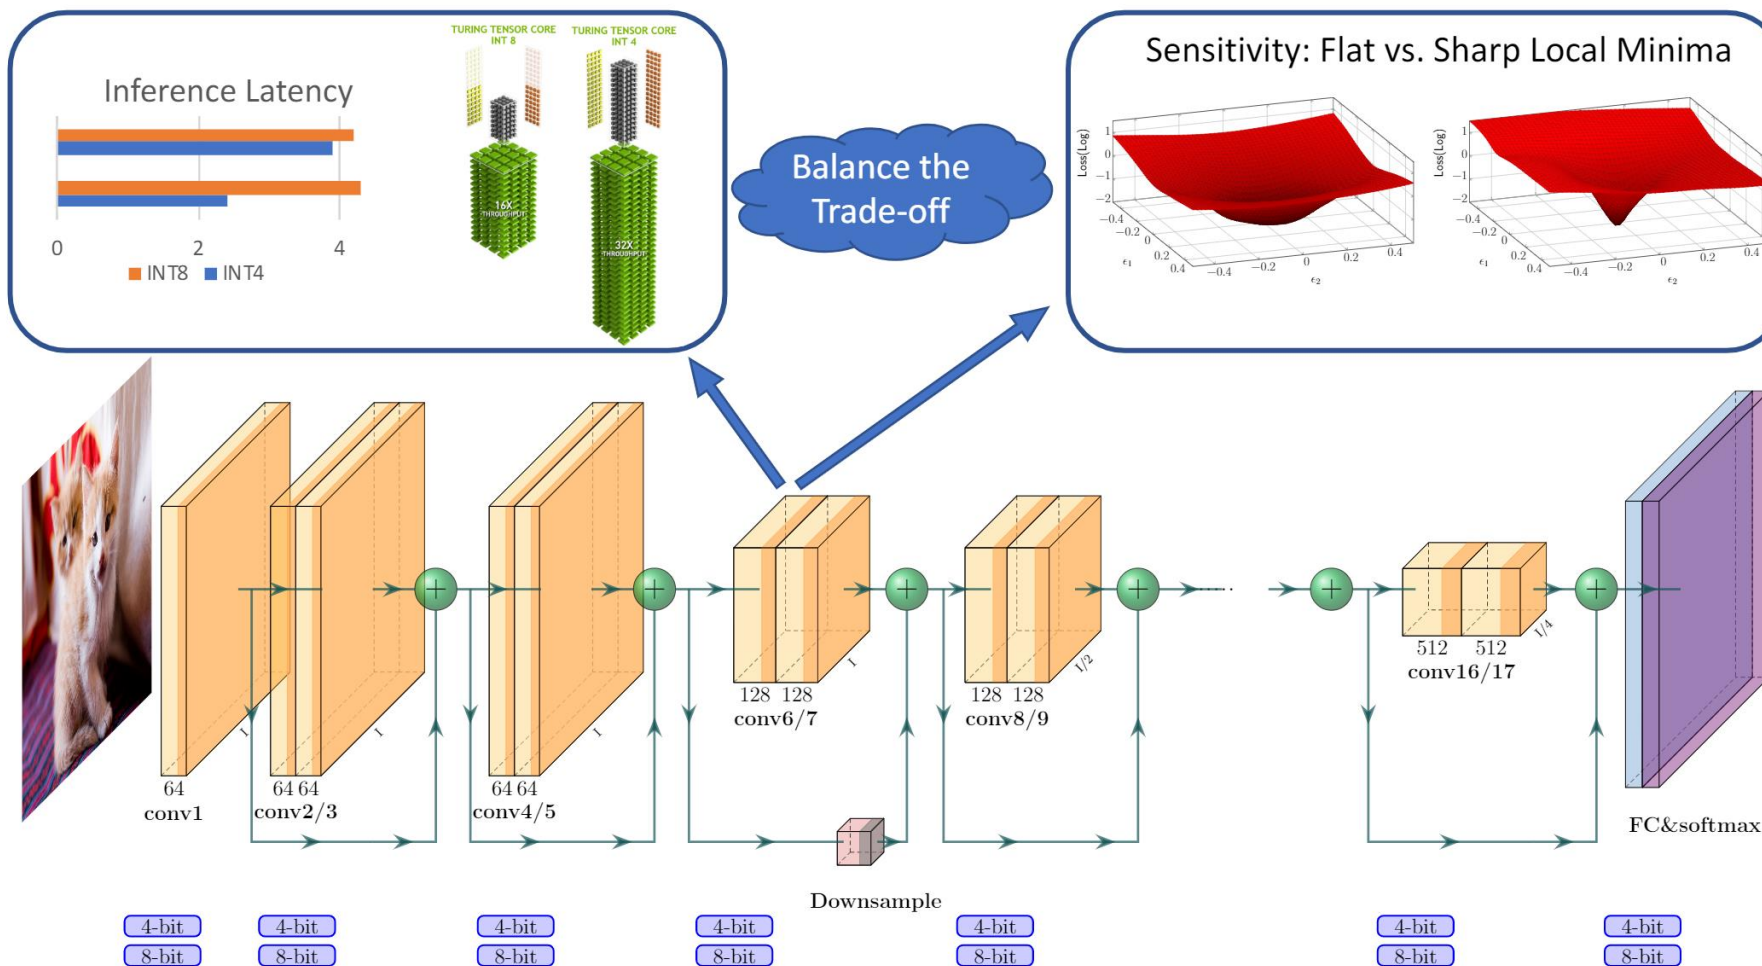 TURING TENSOR CORE
INT 8
TURING TENSOR CORE
INT 4
Inference Latency
0
2
4
INT8
INT4
16X
THROUGHPUT
32X
THROUGHPUT
Balance the
Trade-off
Sensitivity: Flat vs. Sharp Local Minima
Loss(Log)
1
0
−1
−2
−0.4
−0.2
0
0.2
0.4
ϵ1
−0.4
−0.2
0
0.2
0.4
ϵ2
Loss(Log)
1
0
−1
−2
−0.4
−0.2
0
0.2
0.4
ϵ1
−0.4
−0.2
0
0.2
0.4
ϵ2
64
I
conv1
64 64
I
conv2/3
64 64
I
conv4/5
128 128
I
conv6/7
128 128
I/2
conv8/9
512 512
I/4
conv16/17
FC&softmax
Downsample
4-bit 4-bit 4-bit 4-bit 4-bit 4-bit 4-bit
8-bit 8-bit 8-bit 8-bit 8-bit 8-bit 8-bit